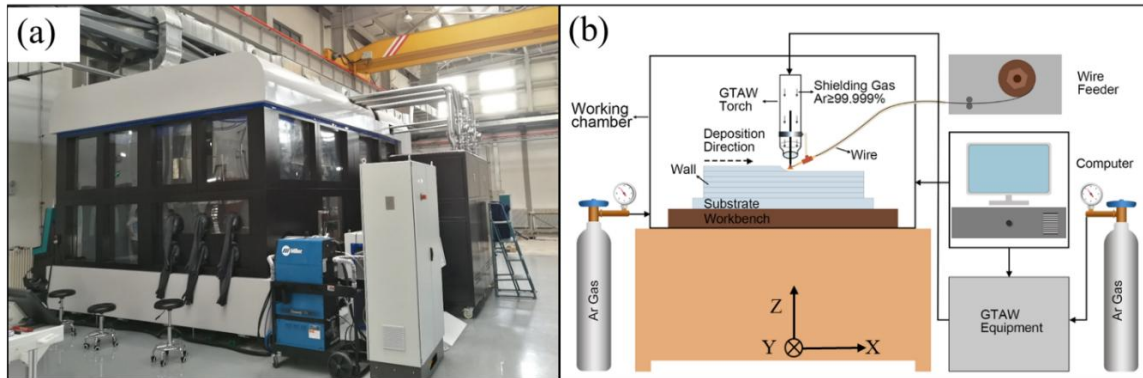 (a)
Miller
(b)
Shielding Gas
Ar≥99.999%
GTAW
Torch
Wire
Feeder
Working
chamber
Deposition
Direction
Wire
Computer
Wall
Substrate
Workbench
Ar Gas
Z
Y
X
GTAW
Equipment
Ar Gas